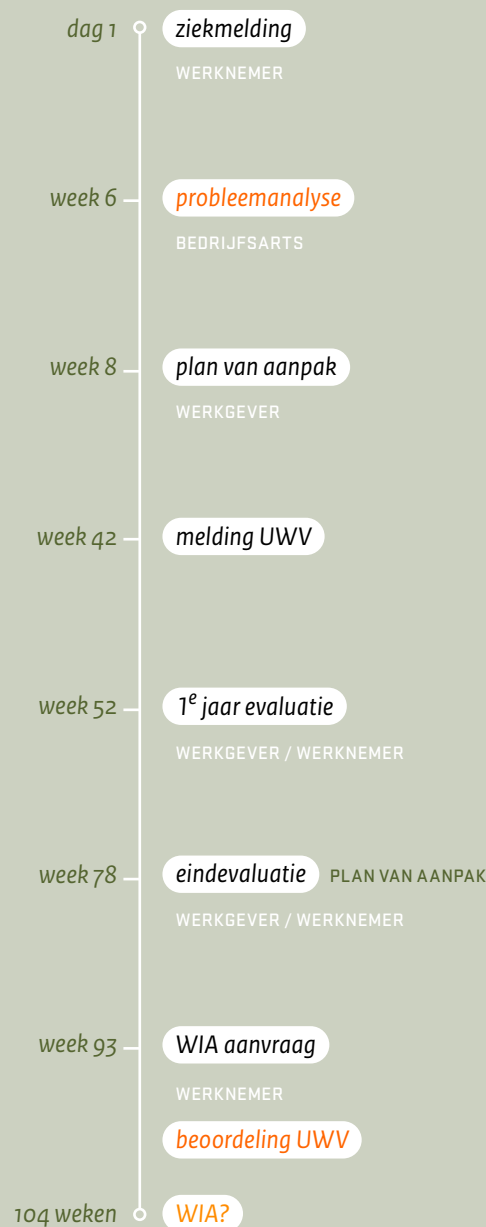 dag 1 ziekmelding
WERKNEMER
week 6 probleemanalyse
BEDRIJFSARTS
week 8 plan van aanpak
WERKGEVER
week 42 melding UWV
week 52 1e jaar evaluatie
WERKGEVER / WERKNEMER
week 78 eindevaluatie PLAN VAN AANPAK
WERKGEVER / WERKNEMER
week 93 WIA aanvraag
WERKNEMER
beoordeling UWV
104 weken WIA?